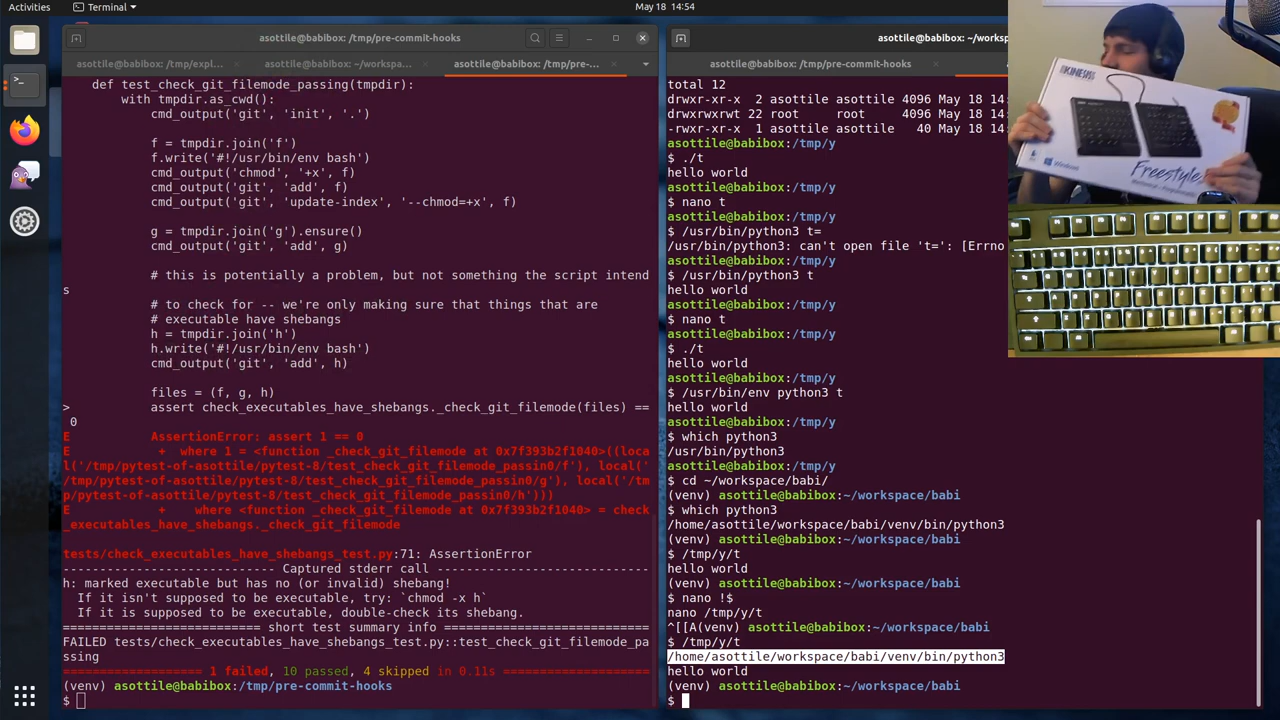 Activities
Terminal
May 18 14:54
asottile@babibox: /tmp/pre-commit-hooks
asottile@babibox: /tmp/expl...
asottile@babibox: ~/workspa...
asottile@babibox: /tmp/pre-...
def test_check_git_filemode_passing(tmpdir):
with tmpdir.as_cwd():
cmd_output('git', 'init', '.')
f = tmpdir.join('f')
f.write('#!/usr/bin/env bash')
cmd_output('chmod', '+x', f)
cmd_output('git', 'add', f)
cmd_output('git', 'update-index', '--chmod=+x', f)
g = tmpdir.join('g').ensure()
cmd_output('git', 'add', g)
# this is potentially a problem, but not something the script intend
s
# to check for -- we're only making sure that things that are
# executable have shebangs
h = tmpdir.join('h')
h.write('#!/usr/bin/env bash')
cmd_output('git', 'add', h)
files = (f, g, h)
> assert check_executables_have_shebangs._check_git_filemode(files) ==
0
E AssertionError: assert 1 == 0
E + where 1 = <function _check_git_filemode at 0x7f393b2f1040>((loca
l('/tmp/pytest-of-asottile/pytest-8/test_check_git_filemode_passin0/f'), local('/
tmp/pytest-of-asottile/pytest-8/test_check_git_filemode_passin0/g'), local('/tm
p/pytest-of-asottile/pytest-8/test_check_git_filemode_passin0/h')))
E + where <function _check_git_filemode at 0x7f393b2f1040> = check
_executables_have_shebangs._check_git_filemode
tests/check_executables_have_shebangs_test.py:71: AssertionError
---------------------------- Captured stderr call -----------------------------
h: marked executable but has no (or invalid) shebang!
If it isn't supposed to be executable, try: `chmod -x h`
If it is supposed to be executable, double-check its shebang.
=========================== short test summary info ===========================
FAILED tests/check_executables_have_shebangs_test.py::test_check_git_filemode_pa
ssing
=================== 1 failed, 10 passed, 4 skipped in 0.11s ===================
(venv) asottile@babibox:/tmp/pre-commit-hooks
$
asottile@babibox: ~/worksp
asottile@babibox: /tmp/pre-commit-hooks
total 12
drwxr-xr-x 2 asottile asottile 4096 May 18 14:
drwxrwxrwt 22 root root 4096 May 18 14:
-rwxr-xr-x 1 asottile asottile 40 May 18 14:
asottile@babibox:/tmp/y
$ ./t
hello world
asottile@babibox:/tmp/y
$ nano t
asottile@babibox:/tmp/y
$ /usr/bin/python3 t=
/usr/bin/python3: can't open file 't=': [Errno
asottile@babibox:/tmp/y
$ /usr/bin/python3 t
hello world
asottile@babibox:/tmp/y
$ nano t
asottile@babibox:/tmp/y
$ ./t
hello world
asottile@babibox:/tmp/y
$ /usr/bin/env python3 t
hello world
asottile@babibox:/tmp/y
$ which python3
/usr/bin/python3
asottile@babibox:/tmp/y
$ cd ~/workspace/babi/
(venv) asottile@babibox:~/workspace/babi
$ which python3
/home/asottile/workspace/babi/venv/bin/python3
(venv) asottile@babibox:~/workspace/babi
$ /tmp/y/t
hello world
(venv) asottile@babibox:~/workspace/babi
$ nano !$
nano /tmp/y/t
^[[A(venv) asottile@babibox:~/workspace/babi
$ /tmp/y/t
/home/asottile/workspace/babi/venv/bin/python3
hello world
(venv) asottile@babibox:~/workspace/babi
$
KINESIS
Windows
Freestyle